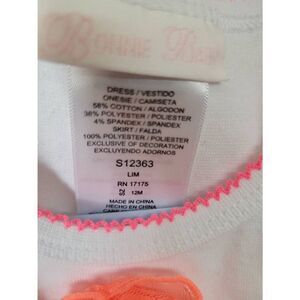 BONNIE
DRESS / VESTIDO
ONESIE / CAMISETA
58% COTTON / ALGODON
38% POLYESTER / POLIESTER
4% SPANDEX / SPANDEX
SKIRT / FALDA
100% POLYESTER / POLIESTER
EXCLUSIVE OF DECORATION
EXCLUYENDO ADORNOS
S12363
LIM
RN 17175
12M
MADE IN CHINA
HECHO EN CHINA